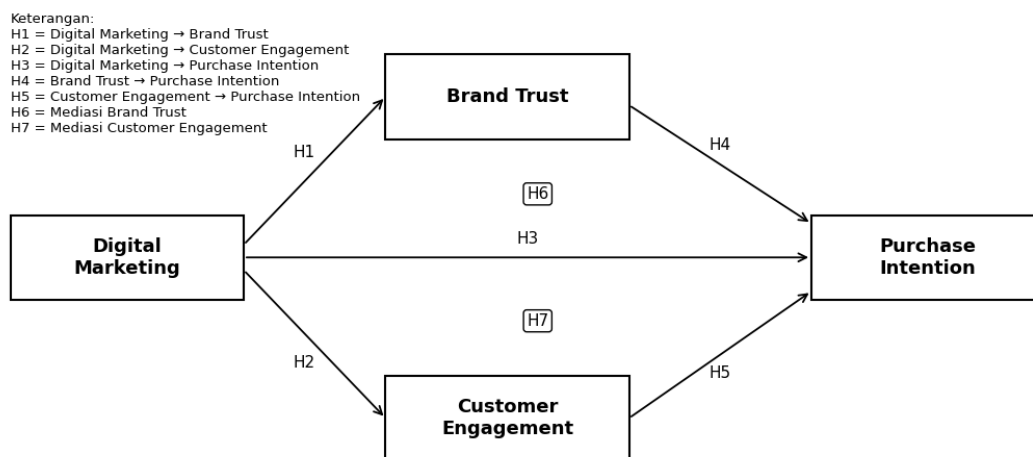 Keterangan:
H1 = Digital Marketing → Brand Trust
H2 = Digital Marketing → Customer Engagement
H3 = Digital Marketing → Purchase Intention
H4 = Brand Trust → Purchase Intention
H5 = Customer Engagement → Purchase Intention
H6 = Mediasi Brand Trust
H7 = Mediasi Customer Engagement
Brand Trust
H1
H4
H6
H3
Digital
Marketing
Purchase
Intention
H7
H2
H5
Customer
Engagement